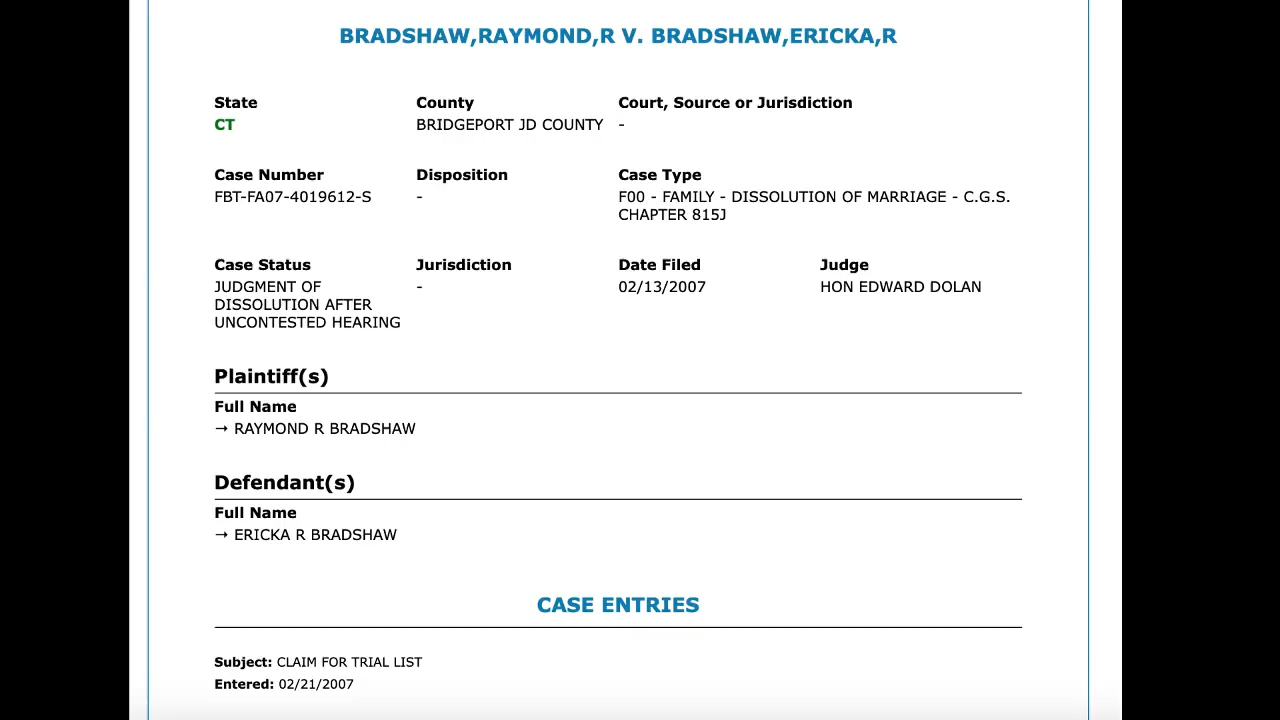 BRADSHAW,RAYMOND,R V. BRADSHAW,ERICKA,R
State
County
Court, Source or Jurisdiction
CT
BRIDGEPORT JD COUNTY
-
Case Number
Disposition
Case Type
FBT-FA07-4019612-S
-
F00 - FAMILY - DISSOLUTION OF MARRIAGE - C.G.S.
CHAPTER 815J
Case Status
Jurisdiction
Date Filed
Judge
JUDGMENT OF
DISSOLUTION AFTER
UNCONTESTED HEARING
-
02/13/2007
HON EDWARD DOLAN
Plaintiff(s)
Full Name
→ RAYMOND R BRADSHAW
Defendant(s)
Full Name
→ ERICKA R BRADSHAW
CASE ENTRIES
Subject: CLAIM FOR TRIAL LIST
Entered: 02/21/2007